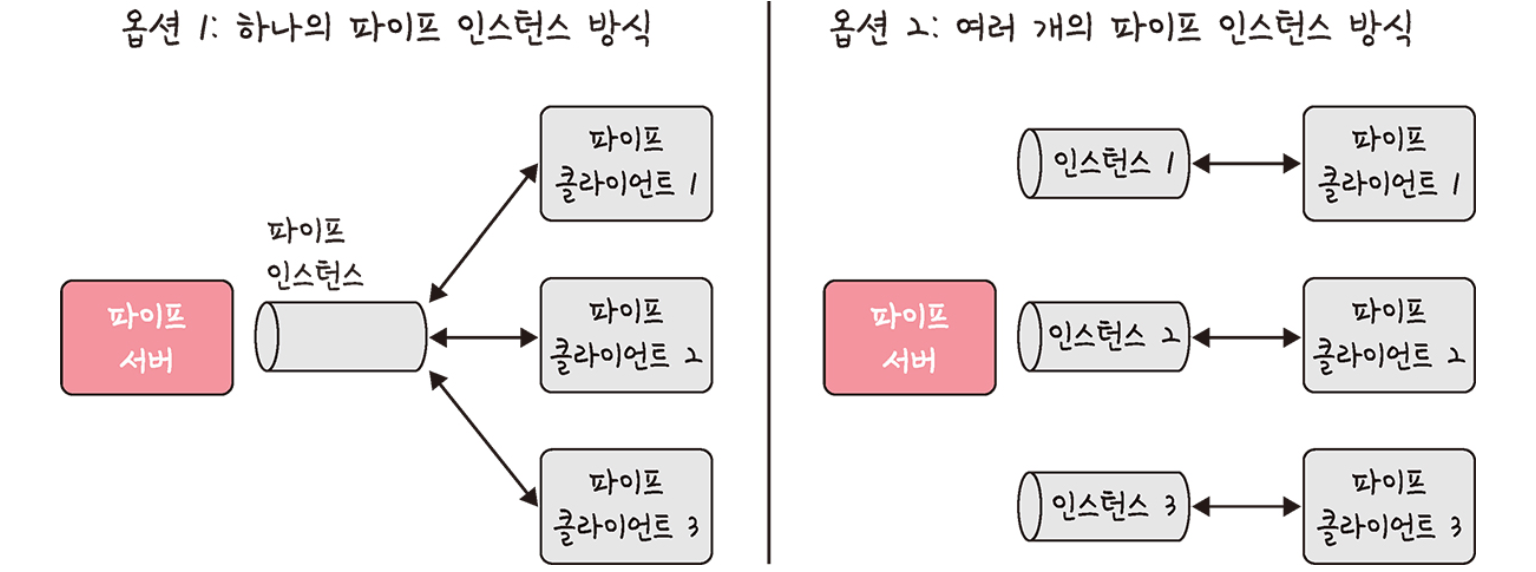 옵션 1: 하나의 파이프 인스턴스 방식
파이프
서버
파이프
인스턴스
파이프
클라이언트 1
파이프
클라이언트 2
파이프
클라이언트 3
옵션 2: 여러 개의 파이프 인스턴스 방식
파이프
서버
인스턴스 1
파이프
클라이언트 1
인스턴스 2
파이프
클라이언트 2
인스턴스 3
파이프
클라이언트 3